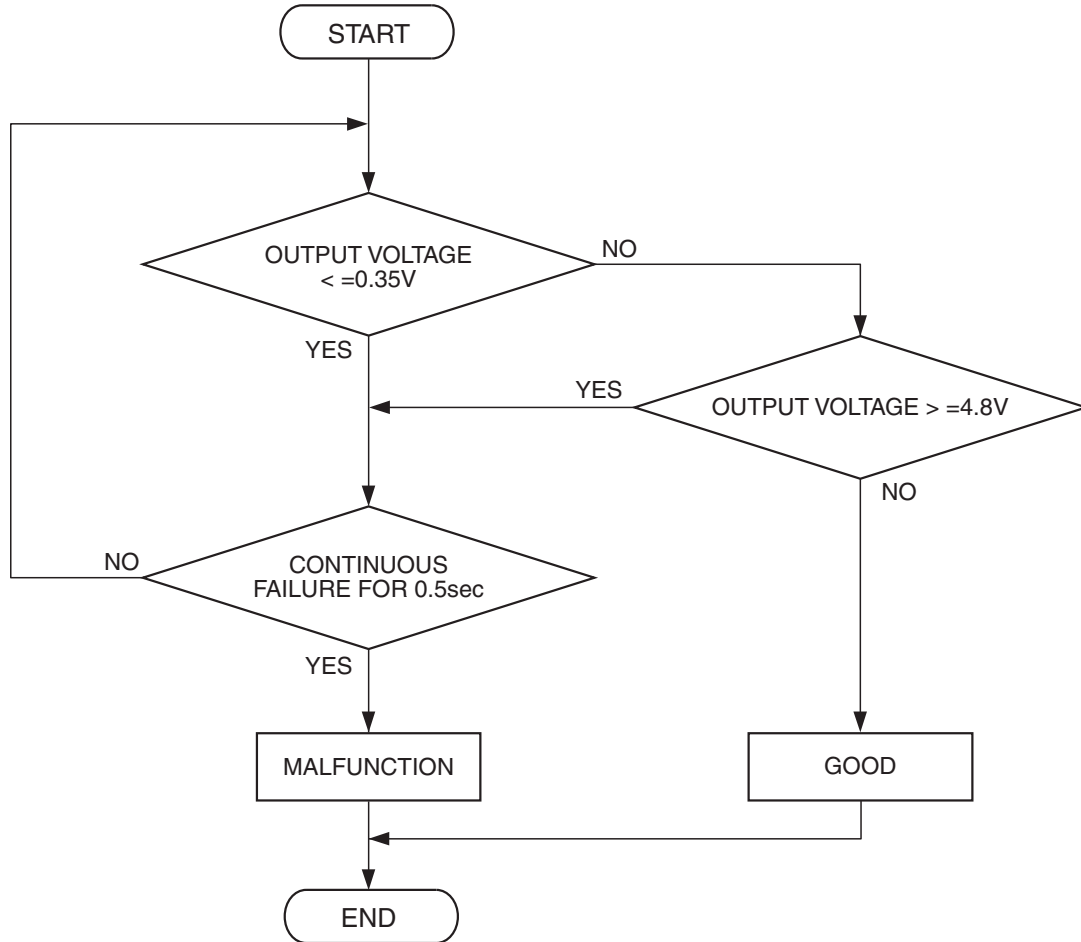 START
OUTPUT VOLTAGE
< =0.35V
NO
YES
YES
OUTPUT VOLTAGE > =4.8V
NO
CONTINUOUS
FAILURE FOR 0.5sec
NO
YES
MALFUNCTION
GOOD
END